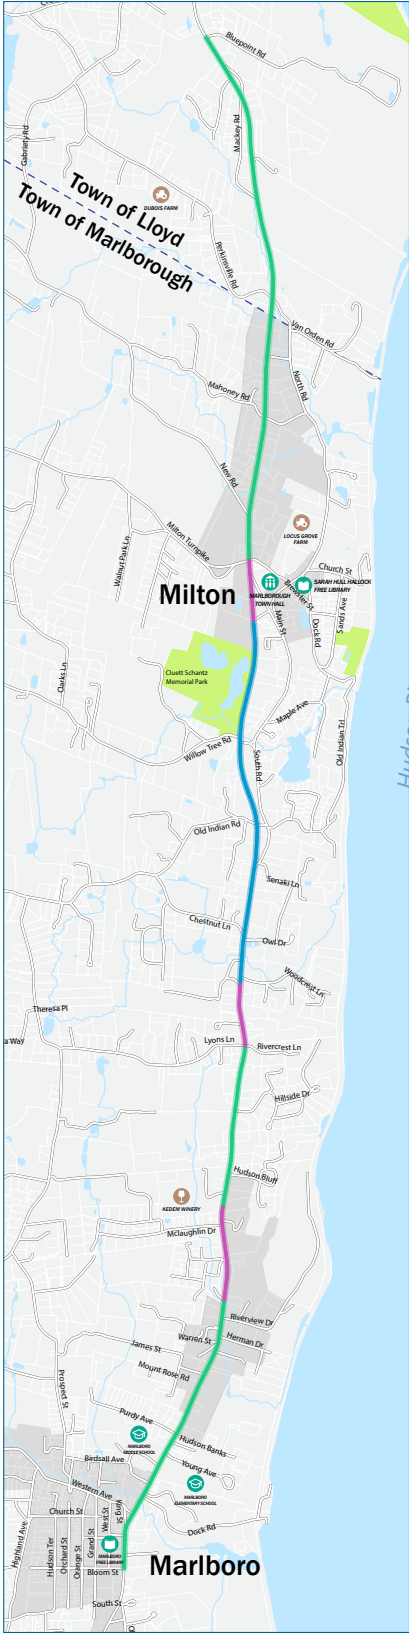 Bluepoint Rd
Mackey Rd
Gabriety Rd
Town of Lloyd
Town of Marlborough
DUBOIS FARM
Perkinsville Rd
Van Orden Rd
North Rd
Mahoney Rd
New Rd
LOCUS GROVE
FARM
Milton Turnpike
Walnut Park Ln
Church St
SARAH HULL HALLOCK
FREE LIBRARY
Milton
MARLBOROUGH
TOWN HALL
Brewster St
Main St
Dock Rd
Sands Ave
Clarks Ln
Cluett Schantz
Memorial Park
Maple Ave
Old Indian Trl
Willow Tree Rd
South Rd
Old Indian Rd
Senaki Ln
Chestnut Ln
Owl Dr
Woodcrest Ln
Theresa Pl
a Way
Lyons Ln
Rivercrest Ln
Hillside Dr
Hudson Bluff
KEDEM WINERY
Mclaughlin Dr
Riverview Dr
Warren St
Herman Dr
James St
Mount Rose Rd
Prospect St
Purdy Ave
MARLBORO
MIDDLE SCHOOL
Hudson Banks
Birdsall Ave
Young Ave
Western Ave
MARLBORO
ELEMENTARY SCHOOL
Church St
King St
West St
Grand St
Orange St
Orchard St
Hudson Ter
Highland Ave
Dock Rd
MARLBORO
FREE LIBRARY
Bloom St
Marlboro
South St